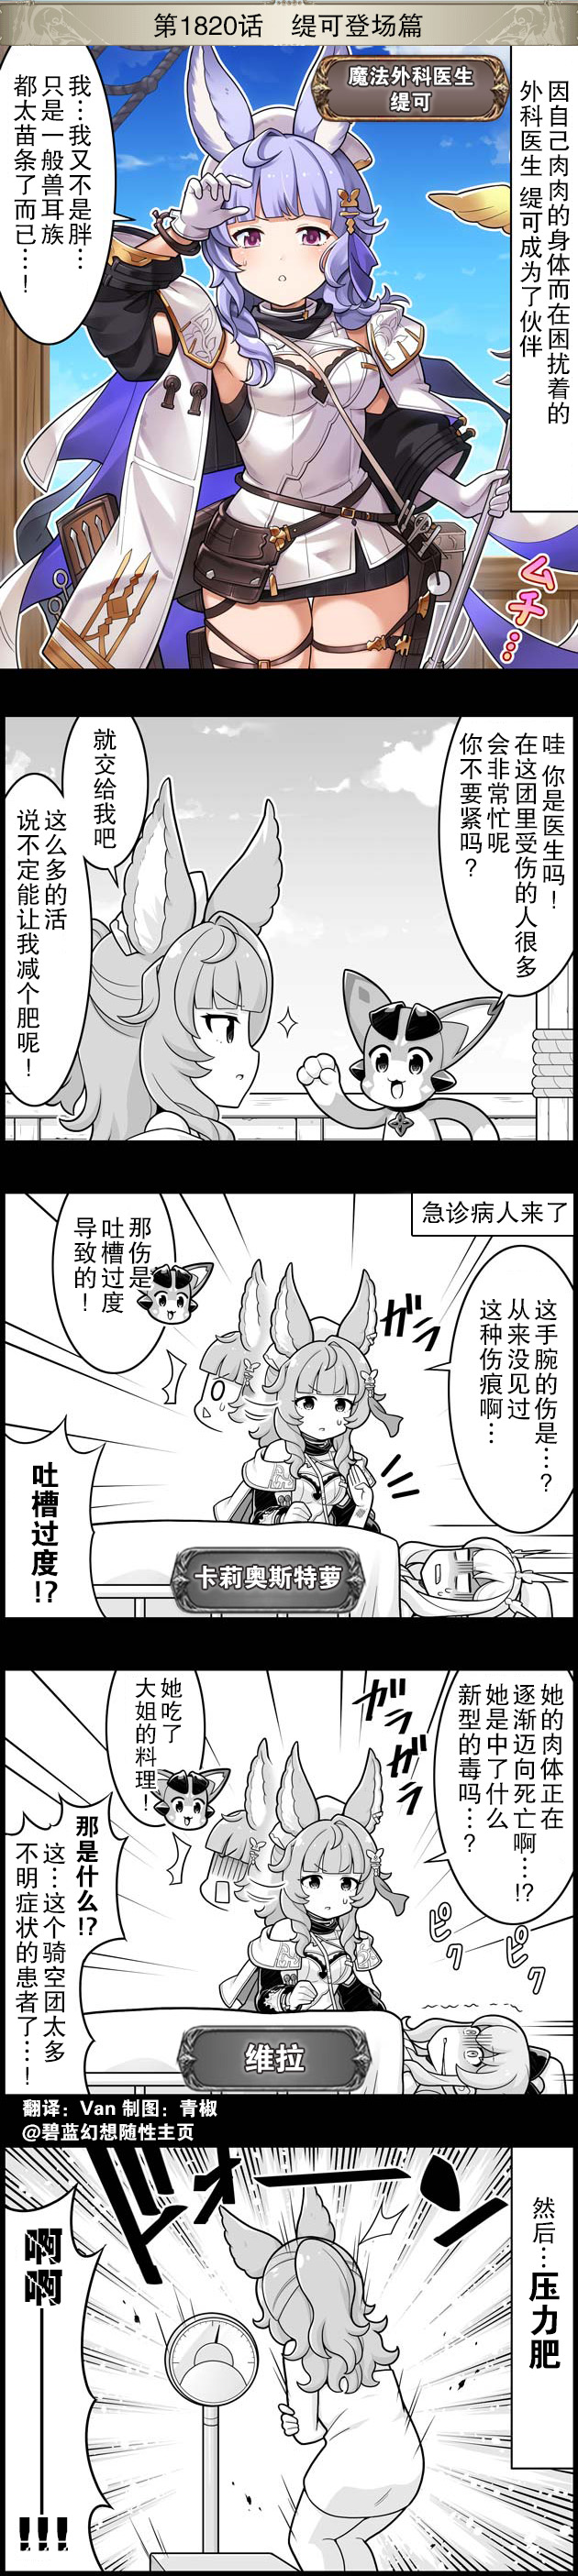 第1820话　缇可登场篇
因自己肉肉的身体而在困扰着的
外科医生 缇可成为了伙伴
魔法外科医生
缇可
我…我又不是胖…
只是一般兽耳族
都太苗条了而已…！
ムチ…
哇 你是医生吗！
在这团里受伤的人很多
会非常忙呢
你不要紧吗？
就交给我吧
这么多的活
说不定能让我减个肥呢！
急诊病人来了
这手腕的伤是…？
从来没见过
这种伤痕啊…
ガラ
那伤是
吐槽过度
导致的！
吐槽过度!?
卡莉奥斯特萝
她的肉体正在
逐渐迈向死亡啊…!?
她是中了什么
新型的毒吗…？
ガラ
ガラ
她吃了
大姐的料理！
ピク
ピク
那是什么!?
这…这个骑空团太多
不明症状的患者了…！
维拉
翻译：Van 制图：青椒
@碧蓝幻想随性主页
然后…压力肥
ドドーン
哥哥——!!!